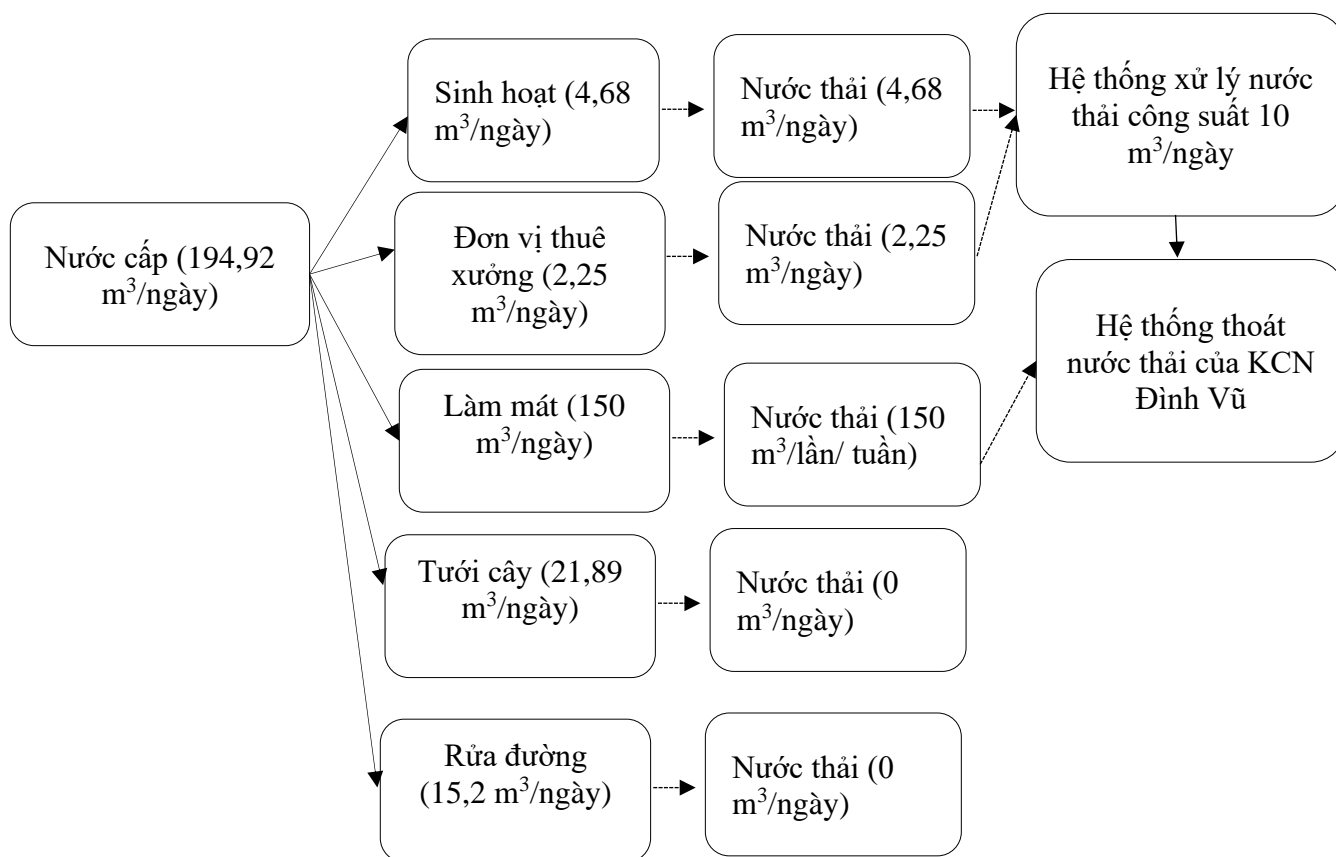 Sinh hoạt (4,68
m³/ngày)
Nước thải (4,68
m³/ngày)
Hệ thống xử lý nước
thải công suất 10
m³/ngày
Nước cấp (194,92
m³/ngày)
Đơn vị thuê
xưởng (2,25
m³/ngày)
Nước thải (2,25
m³/ngày)
Hệ thống thoát
nước thải của KCN
Đình Vũ
Làm mát (150
m³/ngày)
Nước thải (150
m³/lần/ tuần)
Tưới cây (21,89
m³/ngày)
Nước thải (0
m³/ngày)
Rửa đường
(15,2 m³/ngày)
Nước thải (0
m³/ngày)